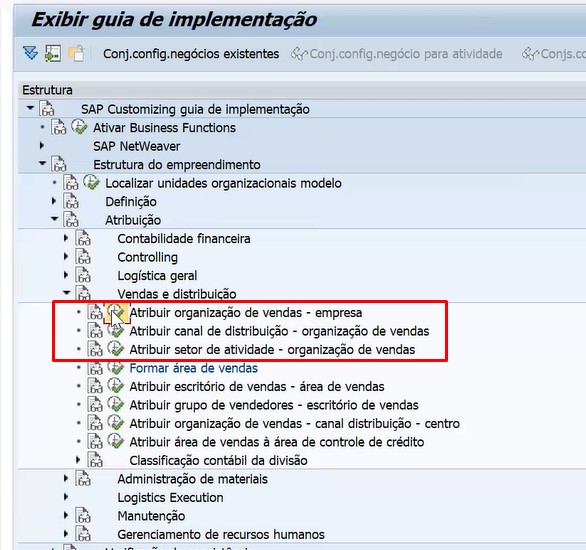 Exibir guia de implementação
Conj.config.negócios existentes Conj.config.negócio para atividade Conjs.co
Estrutura
SAP Customizing guia de implementação
Ativar Business Functions
SAP NetWeaver
Estrutura do empreendimento
Localizar unidades organizacionais modelo
Definição
Atribuição
Contabilidade financeira
Controlling
Logística geral
Vendas e distribuição
Atribuir organização de vendas - empresa
Atribuir canal de distribuição - organização de vendas
Atribuir setor de atividade - organização de vendas
Formar área de vendas
Atribuir escritório de vendas - área de vendas
Atribuir grupo de vendedores - escritório de vendas
Atribuir organização de vendas - canal distribuição - centro
Atribuir área de vendas à área de controle de crédito
Classificação contábil da divisão
Administração de materiais
Logistics Execution
Manutenção
Gerenciamento de recursos humanos